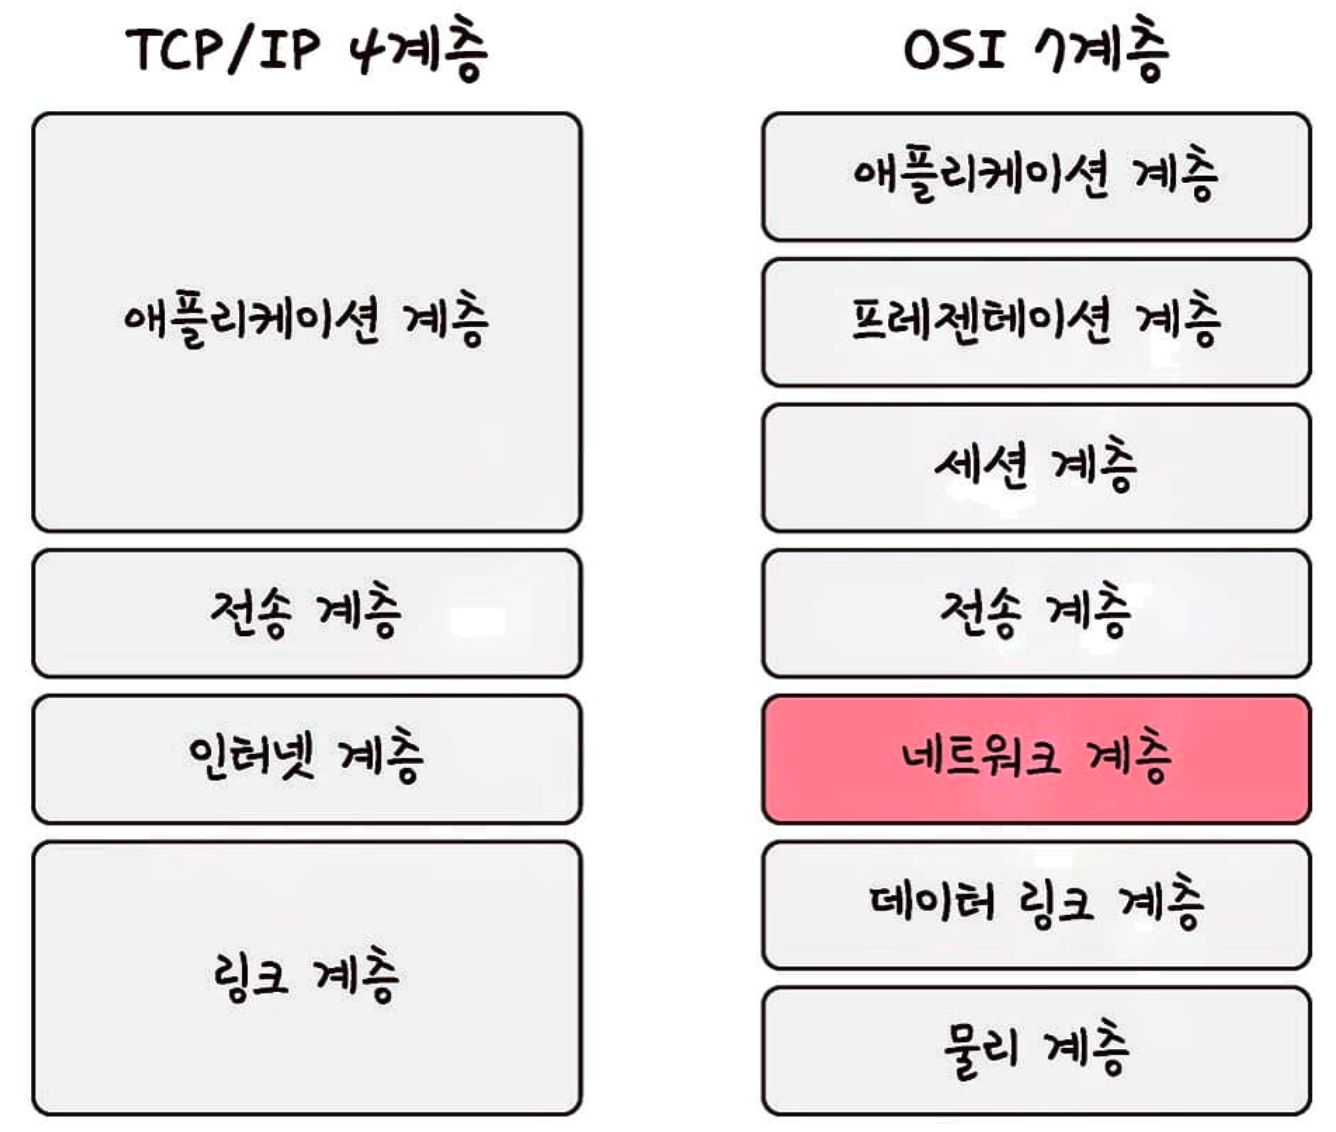 TCP/IP 4계층
애플리케이션 계층
전송 계층
인터넷 계층
링크 계층
OSI 7계층
애플리케이션 계층
프레젠테이션 계층
세션 계층
전송 계층
네트워크 계층
데이터 링크 계층
물리 계층